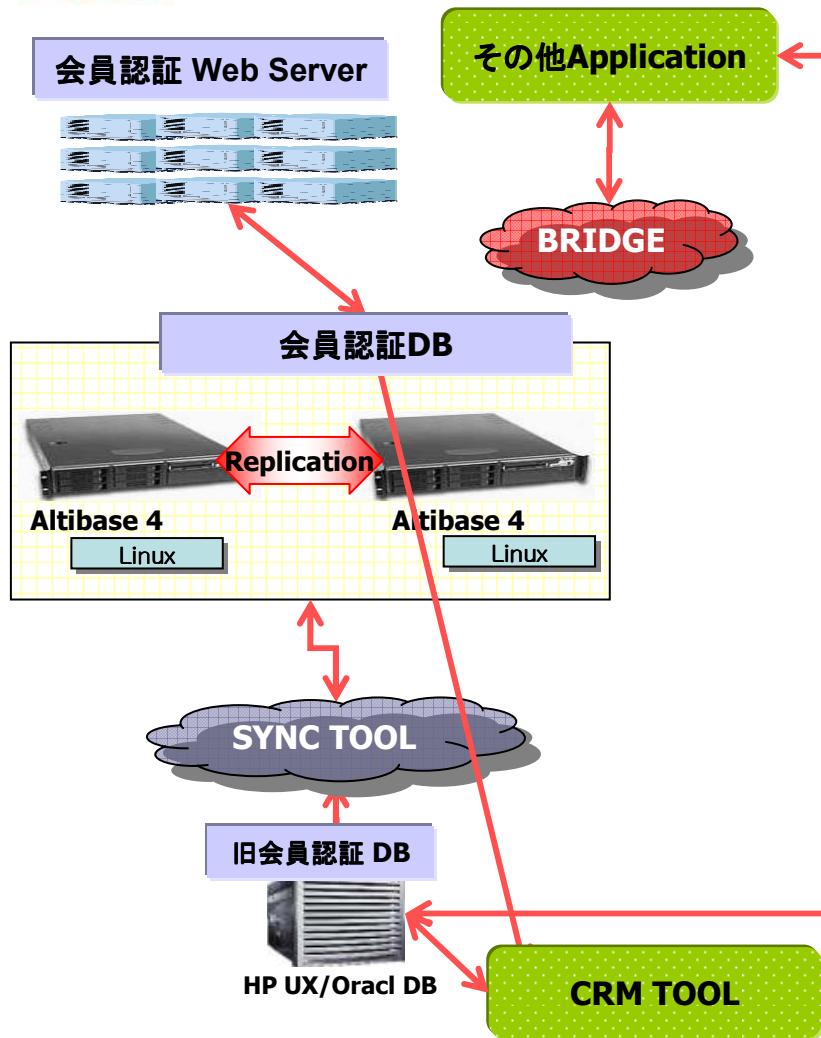 会員認証 Web Server
その他Application
BRIDGE
会員認証DB
Replication
Altibase 4
Altibase 4
Linux
Linux
SYNC TOOL
旧会員認証 DB
HP UX/Oracl DB
CRM TOOL